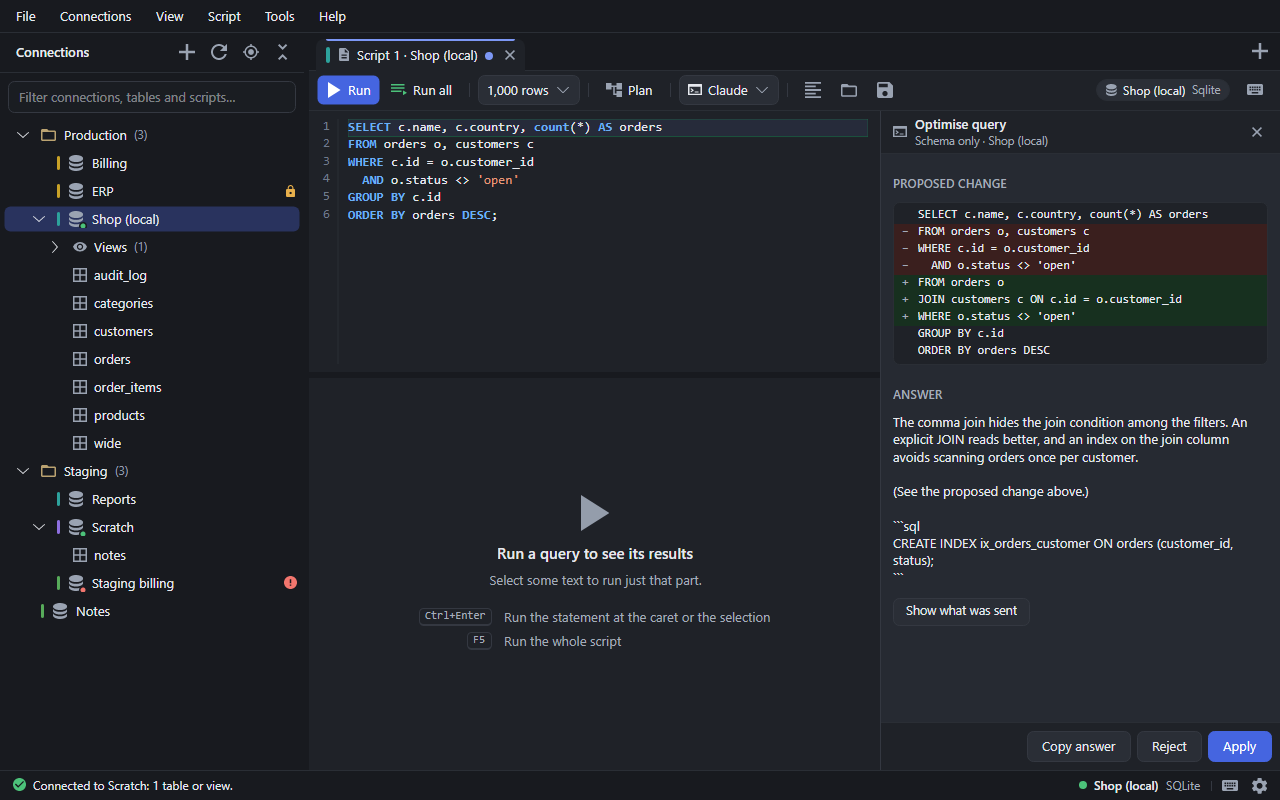 File Connections View Script Tools Help
Connections
Script 1 · Shop (local)
Filter connections, tables and scripts...
Run Run all 1,000 rows Plan Claude Shop (local) Sqlite
Production (3)
Billing
ERP
Shop (local)
Views (1)
audit_log
categories
customers
orders
order_items
products
wide
Staging (3)
Reports
Scratch
notes
Staging billing
Notes
1 SELECT c.name, c.country, count(*) AS orders
2 FROM orders o, customers c
3 WHERE c.id = o.customer_id
4 AND o.status <> 'open'
5 GROUP BY c.id
6 ORDER BY orders DESC;
Run a query to see its results
Select some text to run just that part.
Ctrl+Enter Run the statement at the caret or the selection
F5 Run the whole script
Optimise query
Schema only · Shop (local)
PROPOSED CHANGE
SELECT c.name, c.country, count(*) AS orders
- FROM orders o, customers c
- WHERE c.id = o.customer_id
- AND o.status <> 'open'
+ FROM orders o
+ JOIN customers c ON c.id = o.customer_id
+ WHERE o.status <> 'open'
GROUP BY c.id
ORDER BY orders DESC
ANSWER
The comma join hides the join condition among the filters. An
explicit JOIN reads better, and an index on the join column
avoids scanning orders once per customer.
(See the proposed change above.)
```sql
CREATE INDEX ix_orders_customer ON orders (customer_id,
status);
```
Show what was sent
Copy answer Reject Apply
Connected to Scratch: 1 table or view.
Shop (local) SQLite